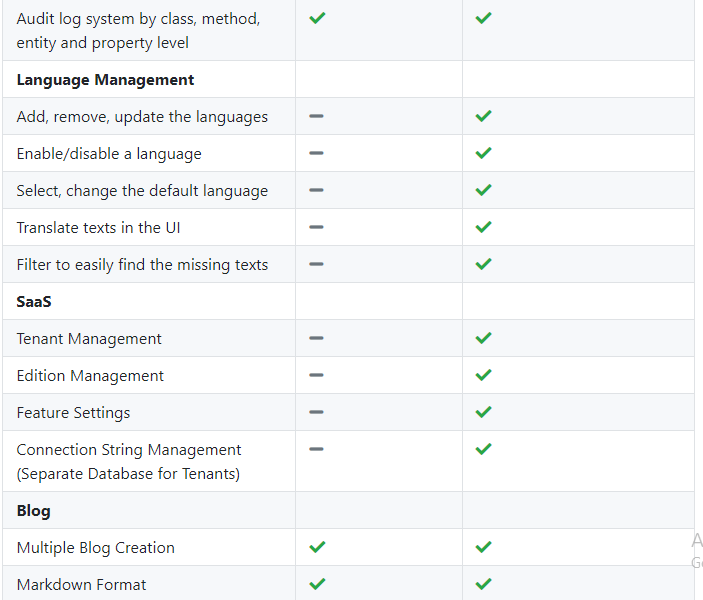 Audit log system by class, method,
entity and property level
Language Management
Add, remove, update the languages
Enable/disable a language
Select, change the default language
Translate texts in the UI
Filter to easily find the missing texts
SaaS
Tenant Management
Edition Management
Feature Settings
Connection String Management
(Separate Database for Tenants)
Blog
Multiple Blog Creation
Markdown Format